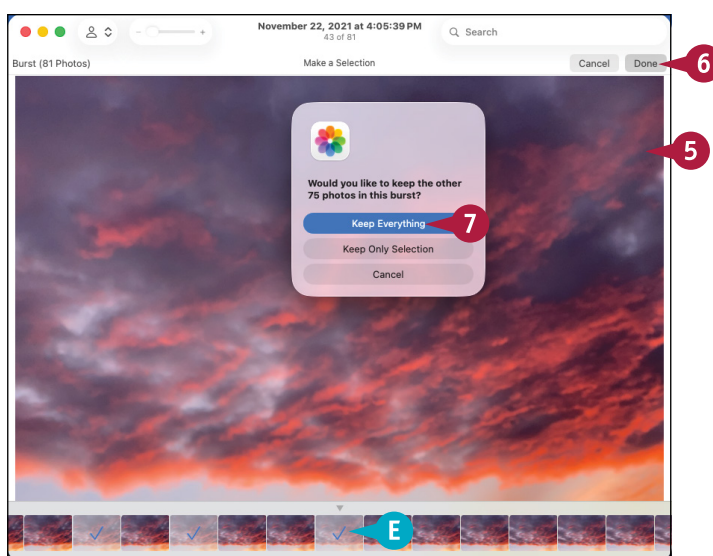 November 22, 2021 at 4:05:39 PM
43 of 81
Search
Burst (81 Photos)
Make a Selection
Cancel
Done
6
5
Would you like to keep the other
75 photos in this burst?
Keep Everything
7
Keep Only Selection
Cancel
E